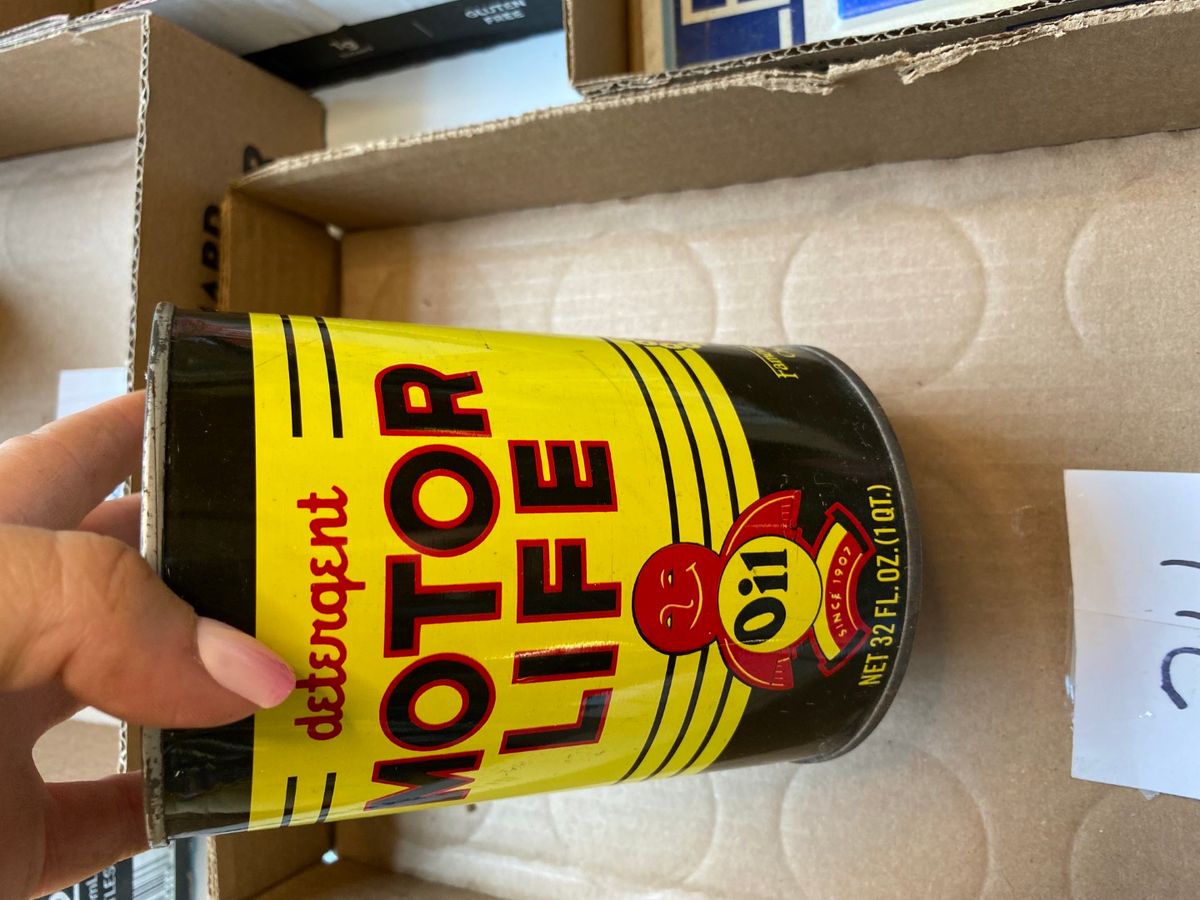 detergent
MOTOR
LIFE
Oil
SINCE 1907
NET 32 FL. OZ. (1 QT.)
GLUTEN
FREE